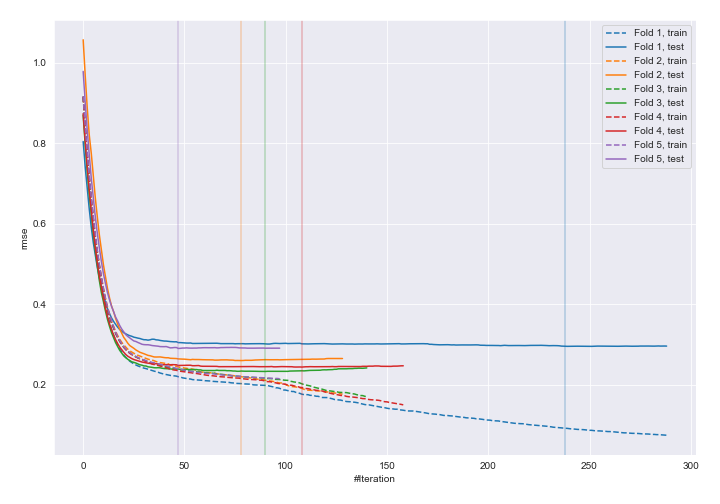 Fold 1, train
Fold 1, test
Fold 2, train
Fold 2, test
Fold 3, train
Fold 3, test
Fold 4, train
Fold 4, test
Fold 5, train
Fold 5, test
1.0
0.8
0.6
0.4
0.2
rmse
0 50 100 150 200 250 300
#Iteration